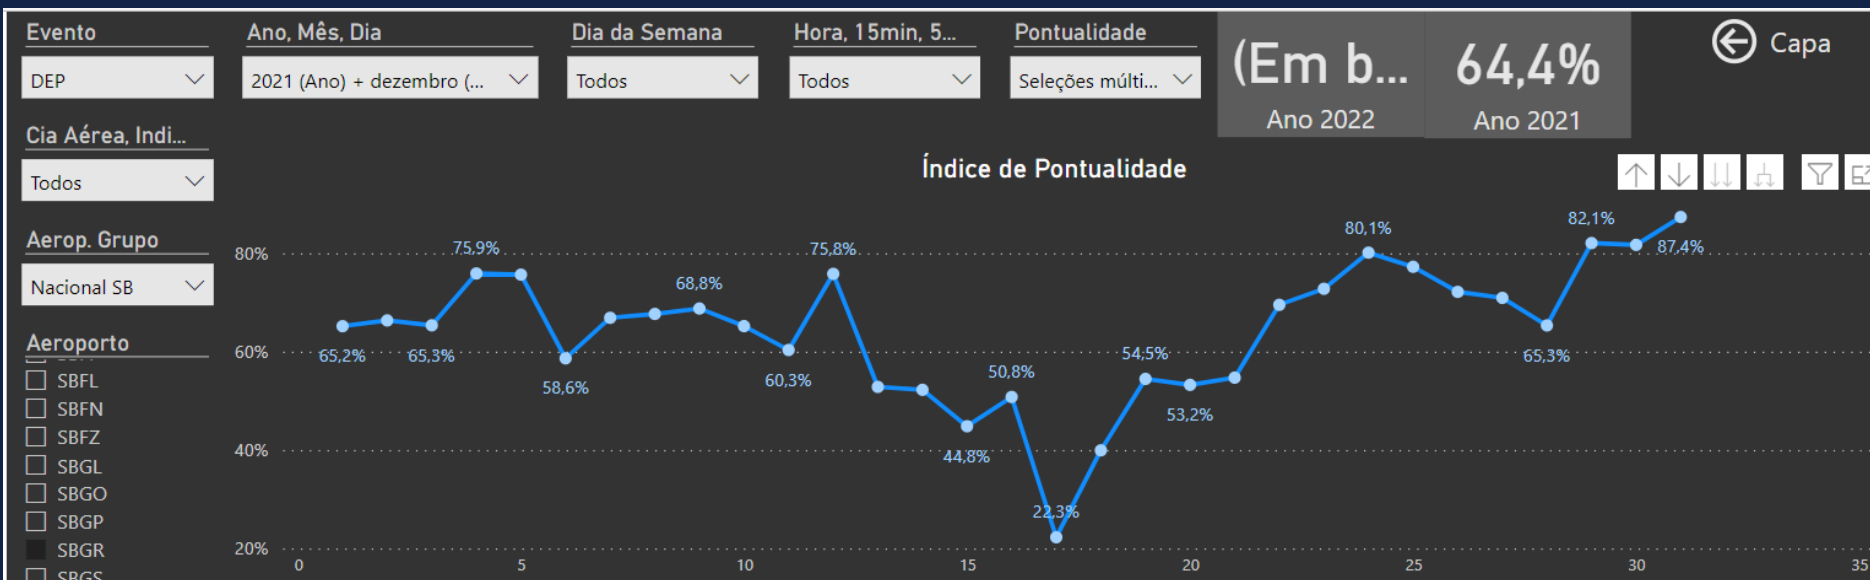 Evento
Ano, Mês, Dia
Dia da Semana
Hora, 15min, 5...
Pontualidade
DEP
2021 (Ano) + dezembro (...
Todos
Todos
Seleções múlti...
(Em b...
Ano 2022
64,4%
Ano 2021
Capa
Cia Aérea, Indi...
Todos
Aerop. Grupo
Nacional SB
Aeroporto
SBFL
SBFN
SBFZ
SBGL
SBGO
SBGP
SBGR
SBGS
Índice de Pontualidade
80%
60%
40%
20%
65,2%
65,3%
75,9%
58,6%
68,8%
60,3%
75,8%
44,8%
50,8%
22,3%
54,5%
53,2%
80,1%
65,3%
82,1%
87,4%
0
5
10
15
20
25
30
35